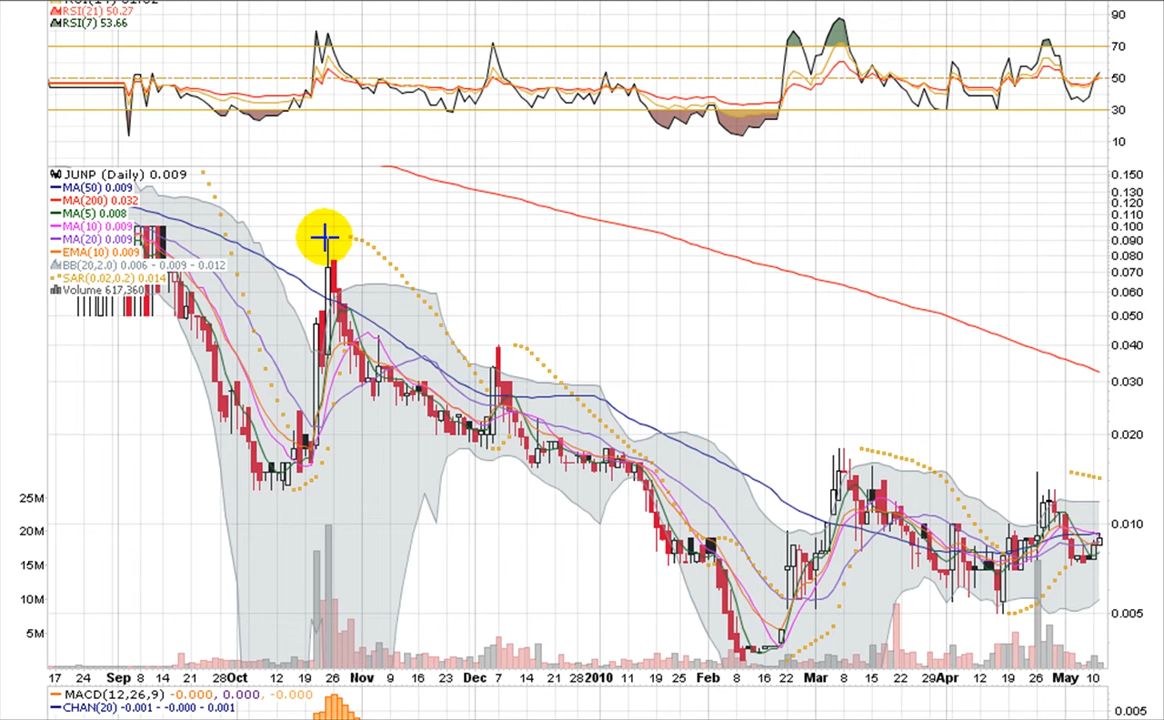 RSI(21) 50.27
RSI(7) 53.66
90
70
50
30
10
JUNP (Daily) 0.009
MA(50) 0.009
MA(200) 0.032
MA(5) 0.008
MA(10) 0.009
MA(20) 0.009
EMA(10) 0.009
BB(20,2.0) 0.006 - 0.009 - 0.012
SAR(0.02,0.2) 0.014
Volume 617,360
0.150
0.130
0.120
0.110
0.100
0.090
0.080
0.070
0.060
0.050
0.040
0.030
0.020
0.010
0.005
25M
20M
15M
10M
5M
17 24 Sep 8 14 21 28 Oct 12 19 26 Nov 9 16 23 Dec 7 14 21 28 2010 11 19 25 Feb 8 16 22 Mar 8 15 22 29 Apr 12 19 26 May 10
MACD(12,26,9) -0.000, 0.000, -0.000
CHAN(20) -0.001 - -0.000 - 0.001
0.005